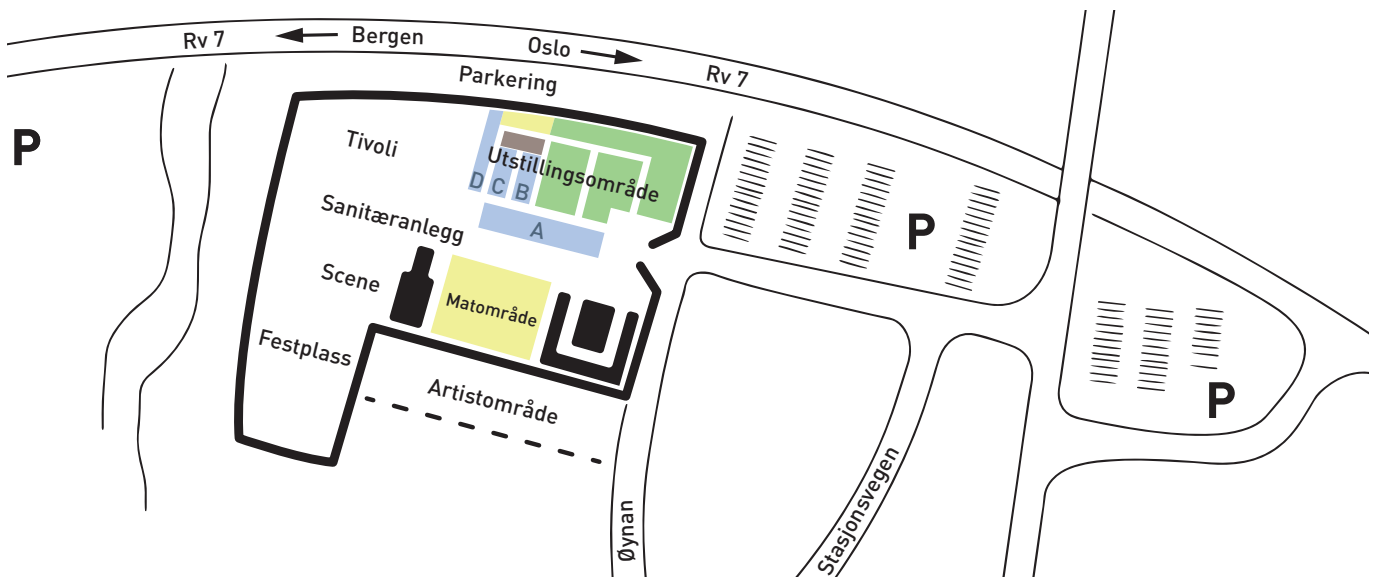 Rv 7
Bergen
Oslo
Rv 7
Parkering
P
Tivoli
Utstillingsområde
D
C
B
A
P
Sanitæranlegg
Scene
Matområde
Festplass
Artistområde
P
Øynan
Stasjonsvegen